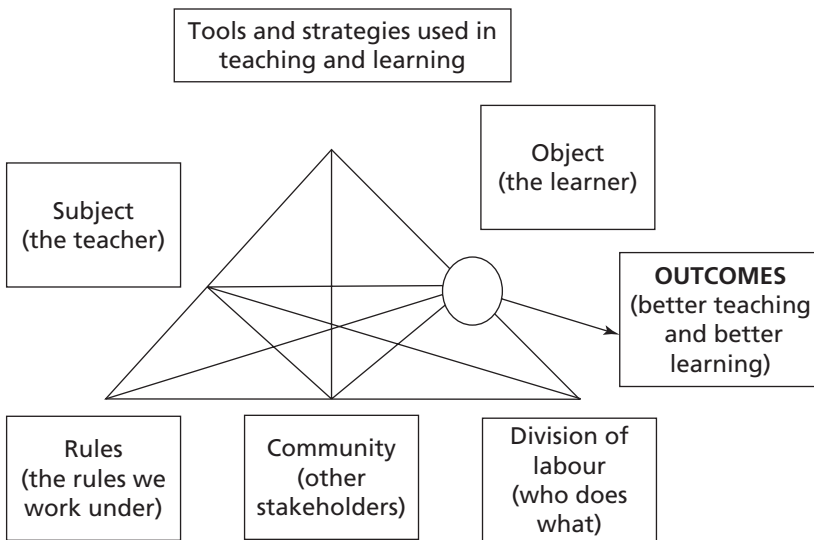 Tools and strategies used in
teaching and learning
Object
(the learner)
Subject
(the teacher)
OUTCOMES
(better teaching
and better
learning)
Rules
(the rules we
work under)
Community
(other
stakeholders)
Division of
labour
(who does
what)